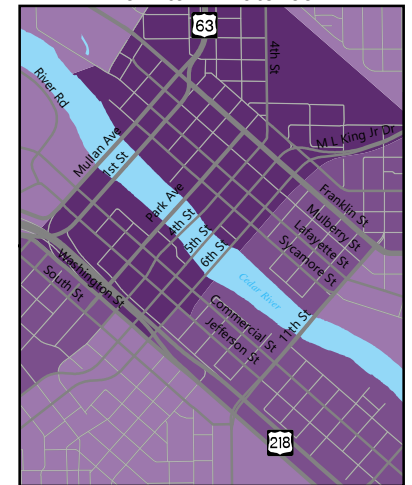 63
4th St
River Rd
M L King Jr Dr
Mullan Ave
1st St
Park Ave
4th St
5th St
6th St
Franklin St
Mulberry St
Lafayette St
Sycamore St
Cedar River
Washington St
South St
Commercial St
Jefferson St
11th St
218